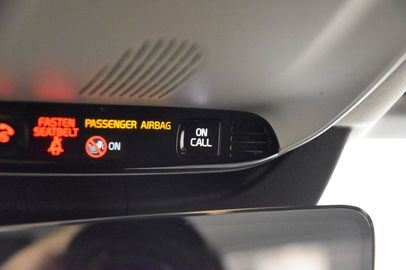 FASTEN
SEATBELT
PASSENGER AIRBAG
ON
ON
CALL